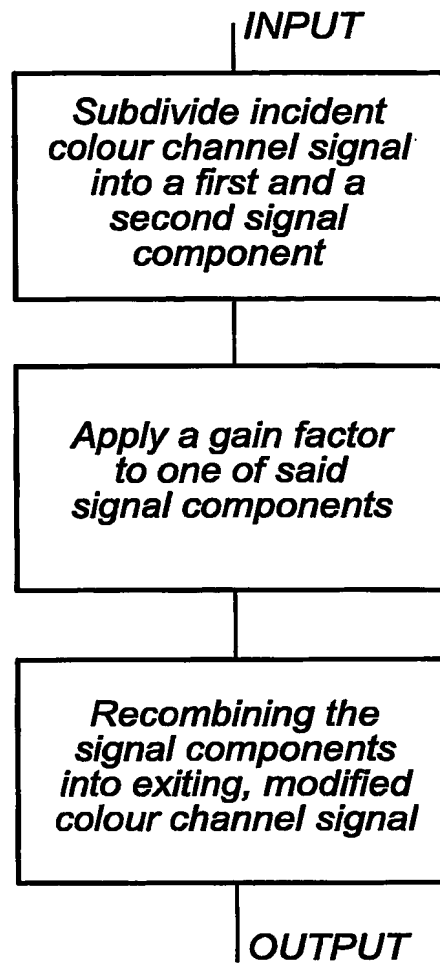 INPUT
Subdivide incident
colour channel signal
into a first and a
second signal
component
Apply a gain factor
to one of said
signal components
Recombining the
signal components
into exiting, modified
colour channel signal
OUTPUT